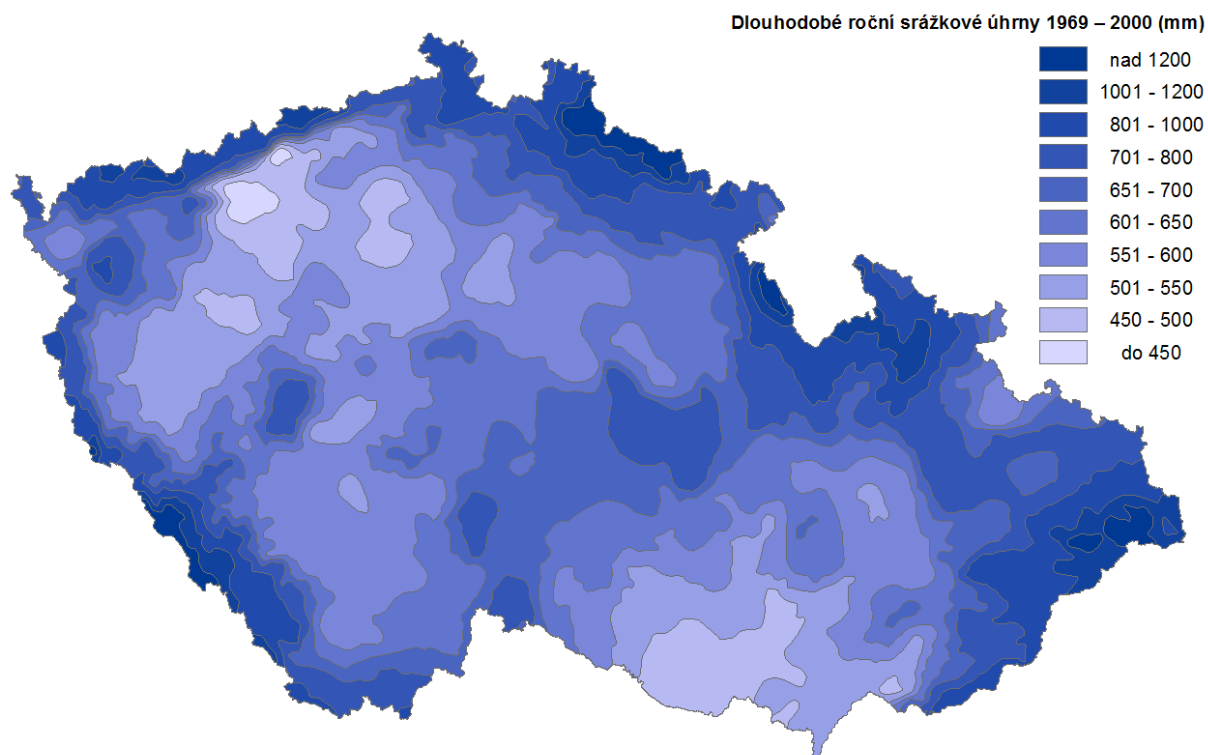 Dlouhodobé roční srážkové úhrny 1969 – 2000 (mm)
nad 1200
1001 - 1200
801 - 1000
701 - 800
651 - 700
601 - 650
551 - 600
501 - 550
450 - 500
do 450